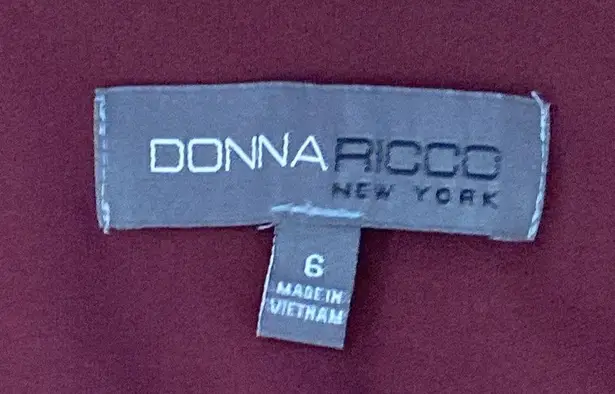 DONNA RICCO
NEW YORK
6
MADE IN
VIETNAM